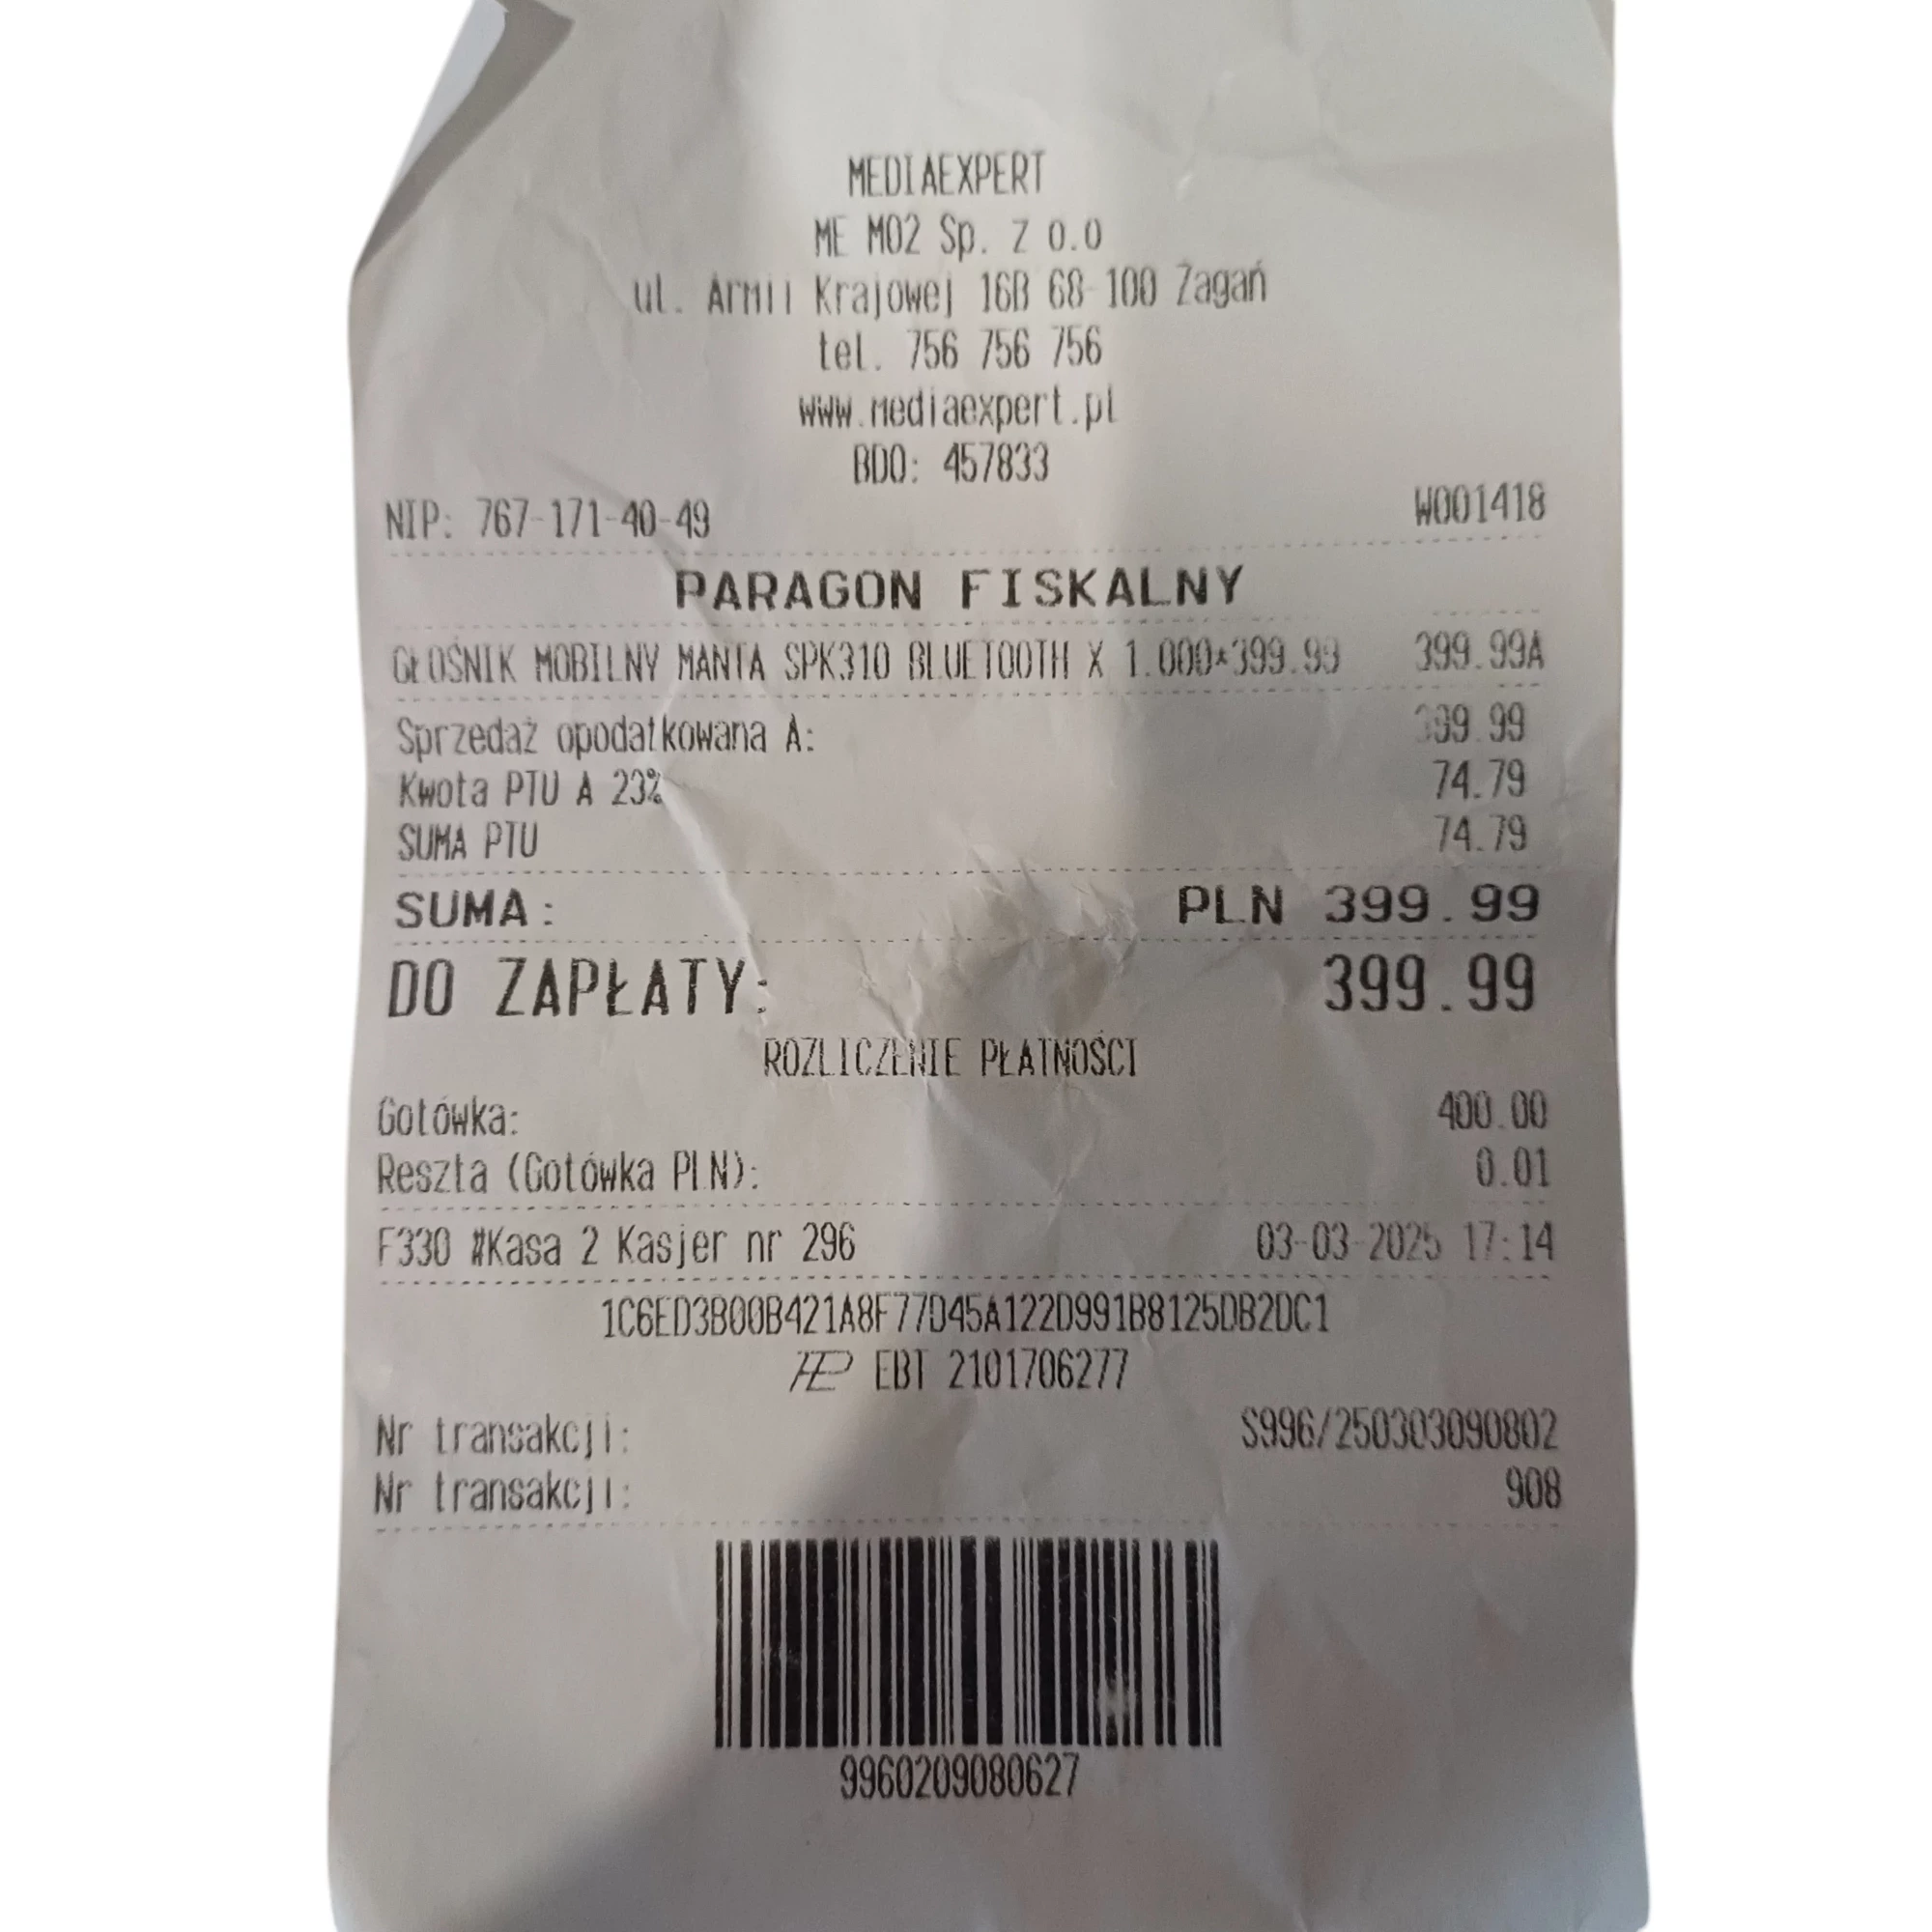 MEDIAEXPERT
ME M02 Sp. Z o.o
ul. Armii Krajowej 16B 68-100 Żagań
tel. 756 756 756
www.mediaexpert.pl
BDO: 457833
NIP: 767-171-40-49 W001418
PARAGON FISKALNY
GŁOŚNIK MOBILNY MANTA SPK310 BLUETOOTH X 1.000*399.99 399.99A
Sprzedaż opodatkowana A: 399.99
Kwota PTU A 23% 74.79
SUMA PTU 74.79
SUMA: PLN 399.99
DO ZAPŁATY: 399.99
ROZLICZENIE PŁATNOŚCI
Gotówka: 400.00
Reszta (Gotówka PLN): 0.01
F330 #Kasa 2 Kasjer nr 296 03-03-2025 17:14
1C6ED3B00B421A8F77D45A122D991B8125DB2DC1
EBT 2101706277
Nr transakcji: S996/250303090802
Nr transakcji: 908
9960209080627